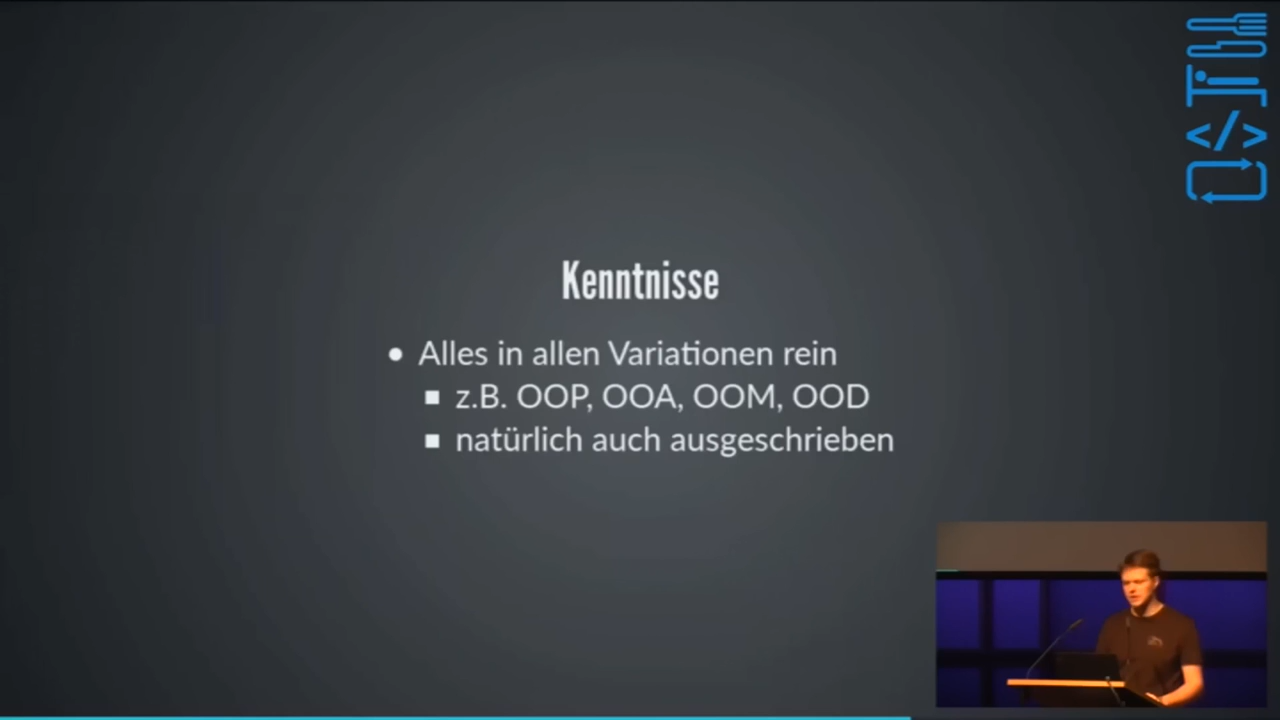 Kenntnisse
• Alles in allen Variationen rein
▪ z.B. OOP, OOA, OOM, OOD
▪ natürlich auch ausgeschrieben